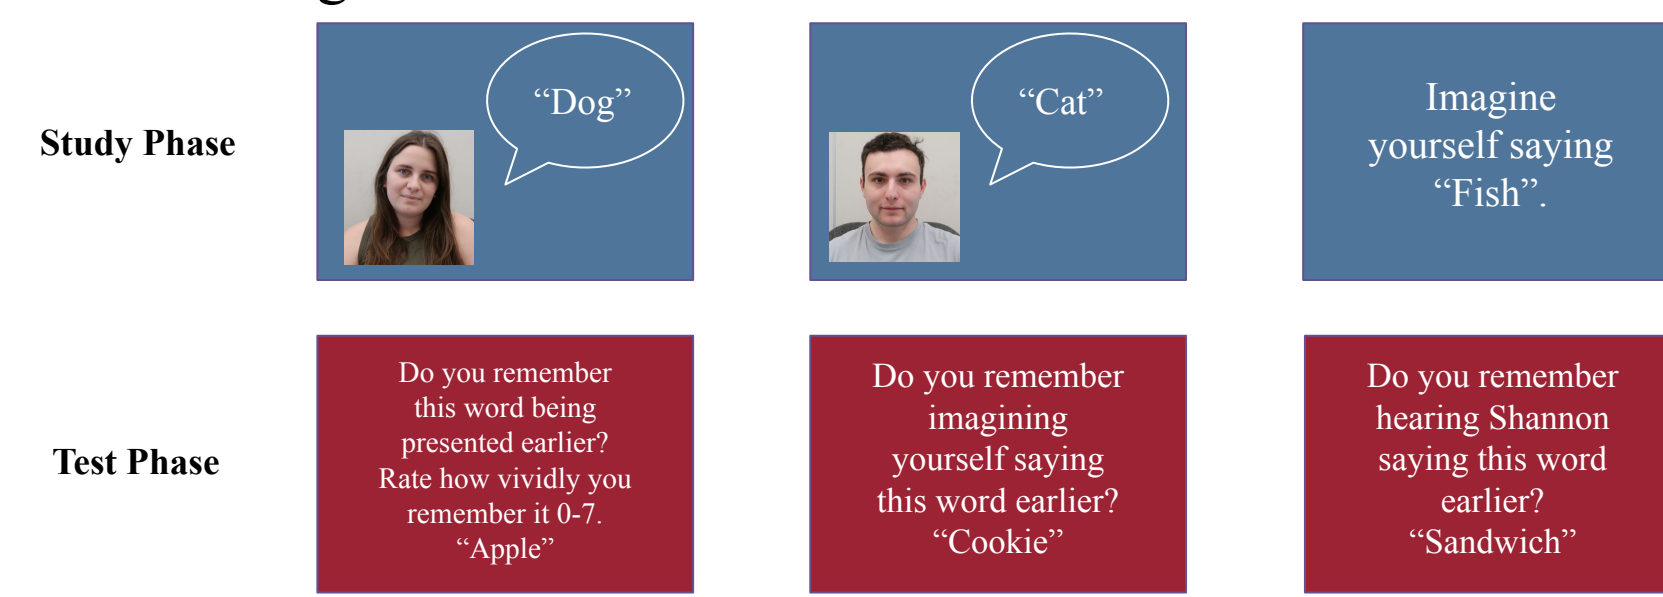 Study Phase
“Dog”
“Cat”
Imagine
yourself saying
“Fish”.
Test Phase
Do you remember
this word being
presented earlier?
Rate how vividly you
remember it 0-7.
“Apple”
Do you remember
imagining
yourself saying
this word earlier?
“Cookie”
Do you remember
hearing Shannon
saying this word
earlier?
“Sandwich”